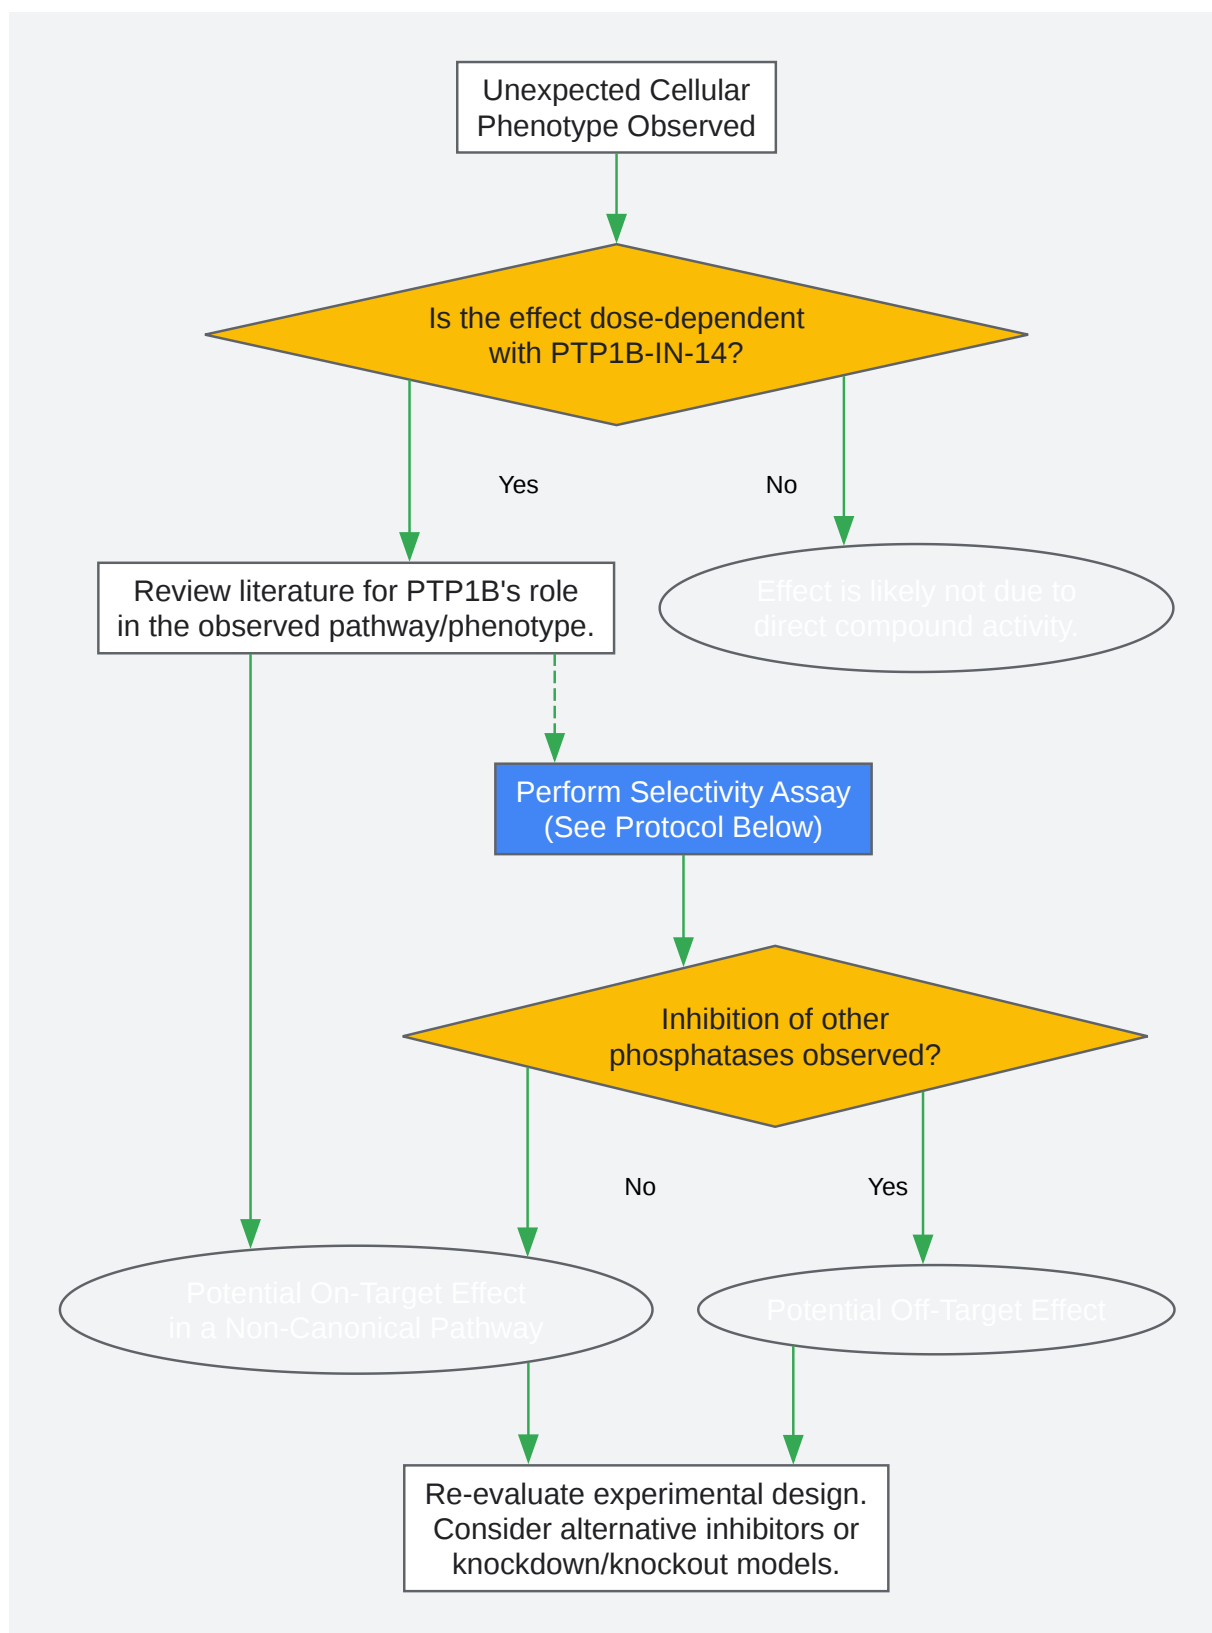 Unexpected Cellular
Phenotype Observed
Is the effect dose-dependent
with PTP1B-IN-14?
Yes
No
Review literature for PTP1B's role
in the observed pathway/phenotype.
Effect is likely not due to
direct compound activity.
Perform Selectivity Assay
(See Protocol Below)
Inhibition of other
phosphatases observed?
No
Yes
Potential On-Target Effect
in a Non-Canonical Pathway
Potential Off-Target Effect
Re-evaluate experimental design.
Consider alternative inhibitors or
knockdown/knockout models.